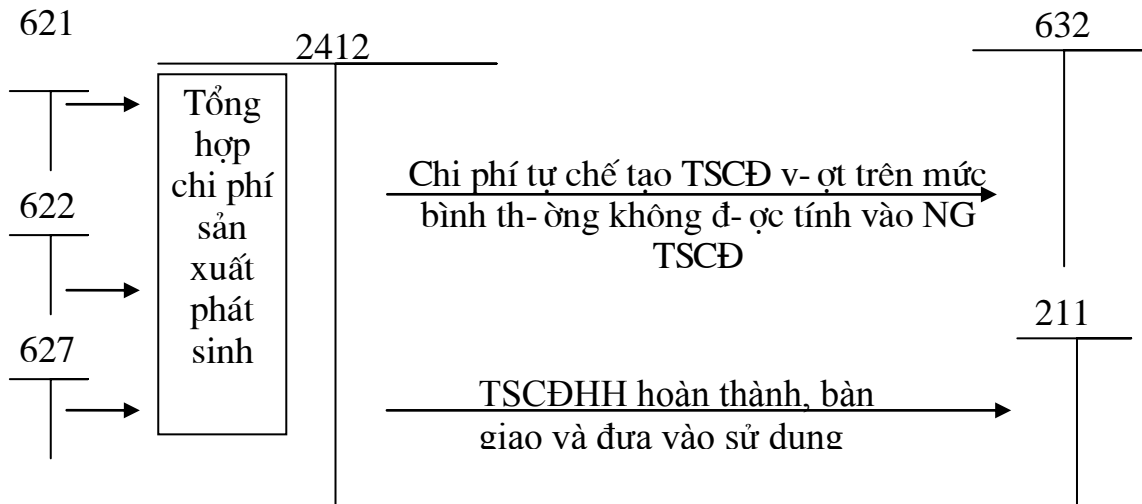 621
2412
632
Tổng
hợp
chi phí
sản
xuất
phát
sinh
622
627
Chi phí tự chế tạo TSCĐ v- ợt trên mức
bình th- ờng không đ- ợc tính vào NG
TSCĐ
211
TSCĐHH hoàn thành, bàn
giao và đưa vào sử dụng